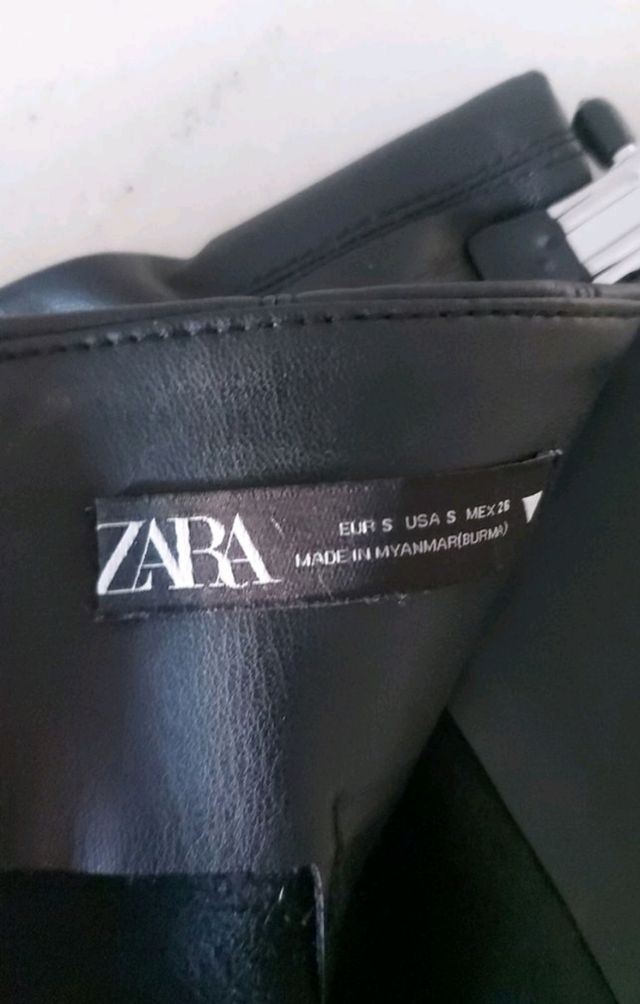 ZARA
EUR S USA S MEX 26
MADE IN MYANMAR(BURMA)